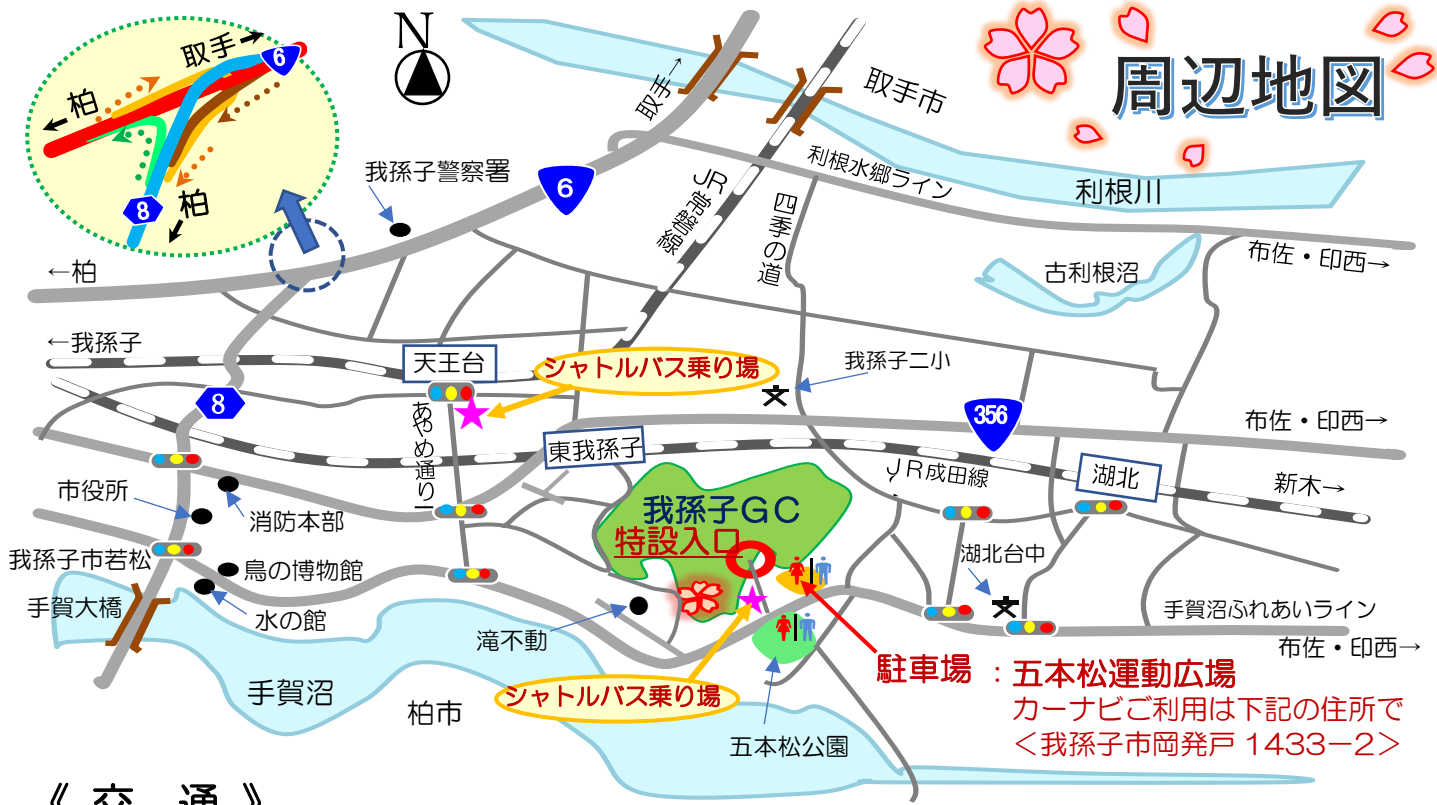 周辺地図
N
取手→
6
←柏
8
柏
取手→
取手市
我孫子警察署
6
JR常磐線
四季の道
利根水郷ライン
利根川
←柏
古利根沼
布佐・印西→
←我孫子
天王台
シャトルバス乗り場
我孫子二小
8
あやめ通り
356
布佐・印西→
東我孫子
JR成田線
湖北
新木→
市役所
消防本部
我孫子GC
特設入口
我孫子市若松
鳥の博物館
湖北台中
手賀大橋
水の館
滝不動
手賀沼ふれあいライン
布佐・印西→
手賀沼
柏市
シャトルバス乗り場
五本松公園
駐車場 : 五本松運動広場
カーナビご利用は下記の住所で
<我孫子市岡発戸 1433-2>
《 交 通 》